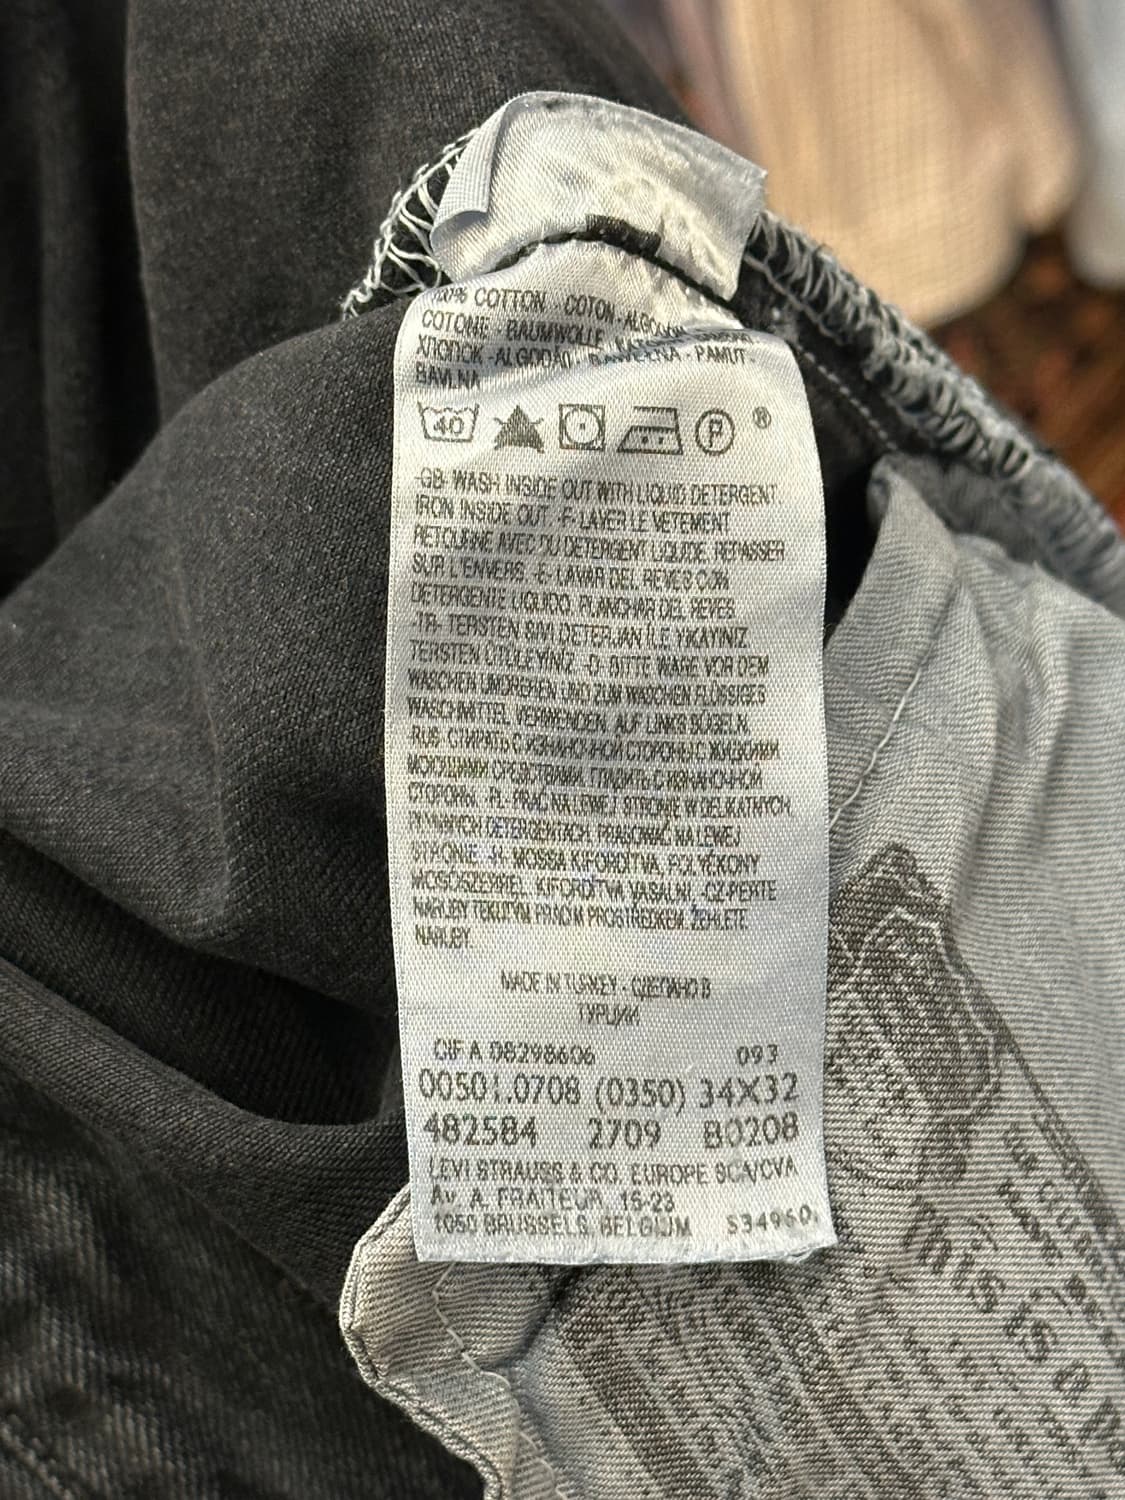 100% COTTON - COTON - ALGODON
COTONE - BAUMWOLLE
ХЛОПОК - ALGODÃO - BAWEŁNA - PAMUT -
BAVLNA
40 P ®
-GB- WASH INSIDE OUT WITH LIQUID DETERGENT
IRON INSIDE OUT. -F- LAVER LE VETEMENT
RETOURNE AVEC DU DETERGENT LIQUIDE. REPASSER
SUR L'ENVERS. -E- LAVAR DEL REVES CON
DETERGENTE LIQUIDO. PLANCHAR DEL REVES
-TR- TERSTEN SIVI DETERJAN İLE YIKAYINIZ
TERSTEN ÜTÜLEYİNİZ. -D- BITTE WARE VOR DEM
WASCHEN UMDREHEN UND ZUM WASCHEN FLÜSSIGES
WASCHMITTEL VERWENDEN. AUF LINKS BÜGELN.
RUS- СТИРАТЬ С ИЗНАНОЧНОЙ СТОРОНЫ С ЖИДКИМИ
МОЮЩИМИ СРЕДСТВАМИ. ГЛАДИТЬ С ИЗНАНОЧНОЙ
СТОРОНЫ. -PL- PRAĆ NA LEWEJ STRONIE W DELIKATNYCH,
PŁYNNYCH DETERGENTACH, PRASOWAĆ NA LEWEJ
STRONIE -H- MOSSA KIFORDÍTVA, FOLYÉKONY
MOSÓSZERREL. KIFORDÍTVA VASALNI. -CZ- PERTE
NARUBY TEKUTÝM PRACÍM PROSTŘEDKEM. ŽEHLETE
NARUBY.
MADE IN TURKEY - СДЕЛАНО В
ТУРЦИИ
CIF A 08298606 093
00501.0708 (0350) 34X32
482584 2709 B0208
LEVI STRAUSS & CO. EUROPE SCA/CVA
Av. A. FRAITEUR, 15-23
1050 BRUSSELS, BELGIUM S34960.
This is a